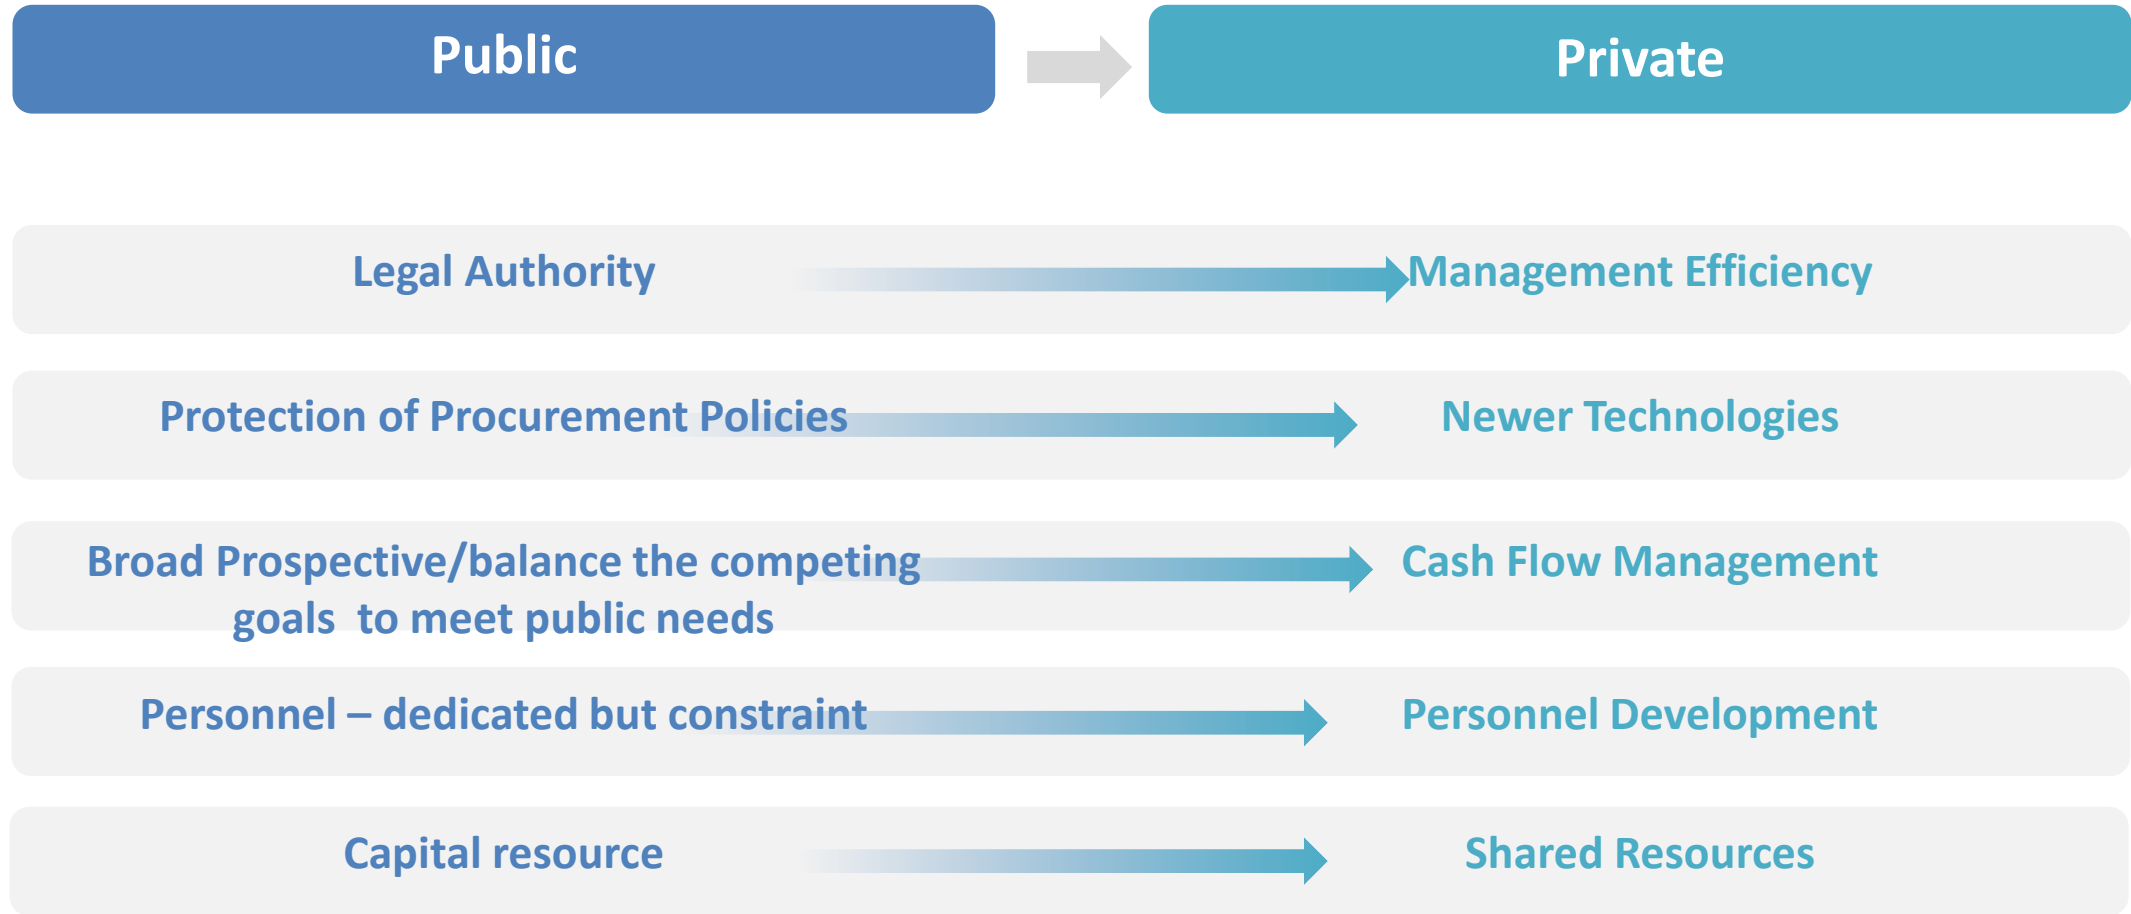 Public
Private
Legal Authority
Management Efficiency
Protection of Procurement Policies
Newer Technologies
Broad Prospective/balance the competing
goals  to meet public needs
Cash Flow Management
Personnel – dedicated but constraint
Personnel Development
Capital resource
Shared Resources